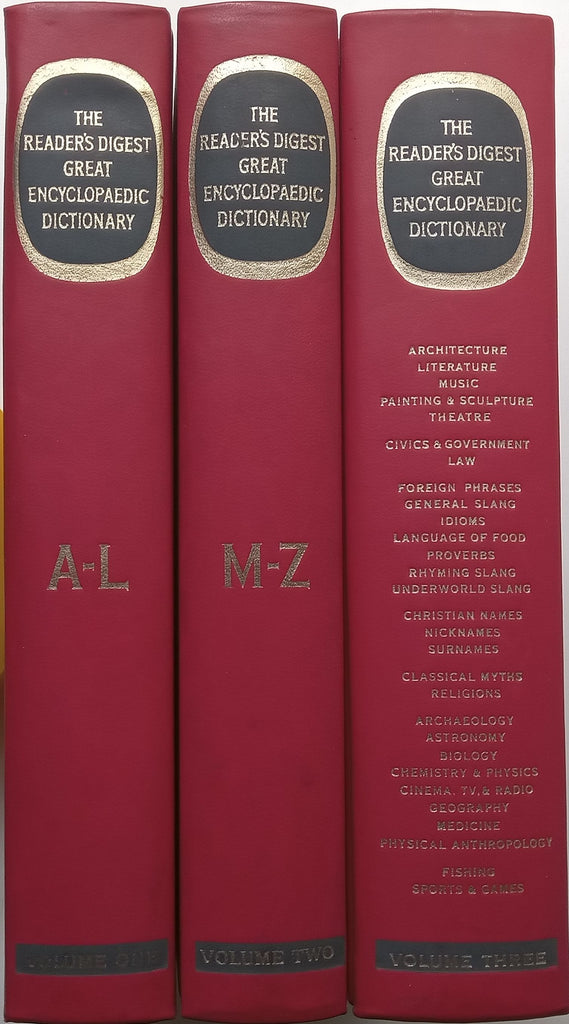 THE
READER'S DIGEST
GREAT
ENCYCLOPAEDIC
DICTIONARY
A-L
VOLUME ONE
THE
READER'S DIGEST
GREAT
ENCYCLOPAEDIC
DICTIONARY
M-Z
VOLUME TWO
THE
READER'S DIGEST
GREAT
ENCYCLOPAEDIC
DICTIONARY
ARCHITECTURE
LITERATURE
MUSIC
PAINTING & SCULPTURE
THEATRE
CIVICS & GOVERNMENT
LAW
FOREIGN PHRASES
GENERAL SLANG
IDIOMS
LANGUAGE OF FOOD
PROVERBS
RHYMING SLANG
UNDERWORLD SLANG
CHRISTIAN NAMES
NICKNAMES
SURNAMES
CLASSICAL MYTHS
RELIGIONS
ARCHAEOLOGY
ASTRONOMY
BIOLOGY
CHEMISTRY & PHYSICS
CINEMA, TV, & RADIO
GEOGRAPHY
MEDICINE
PHYSICAL ANTHROPOLOGY
FISHING
SPORTS & GAMES
VOLUME THREE